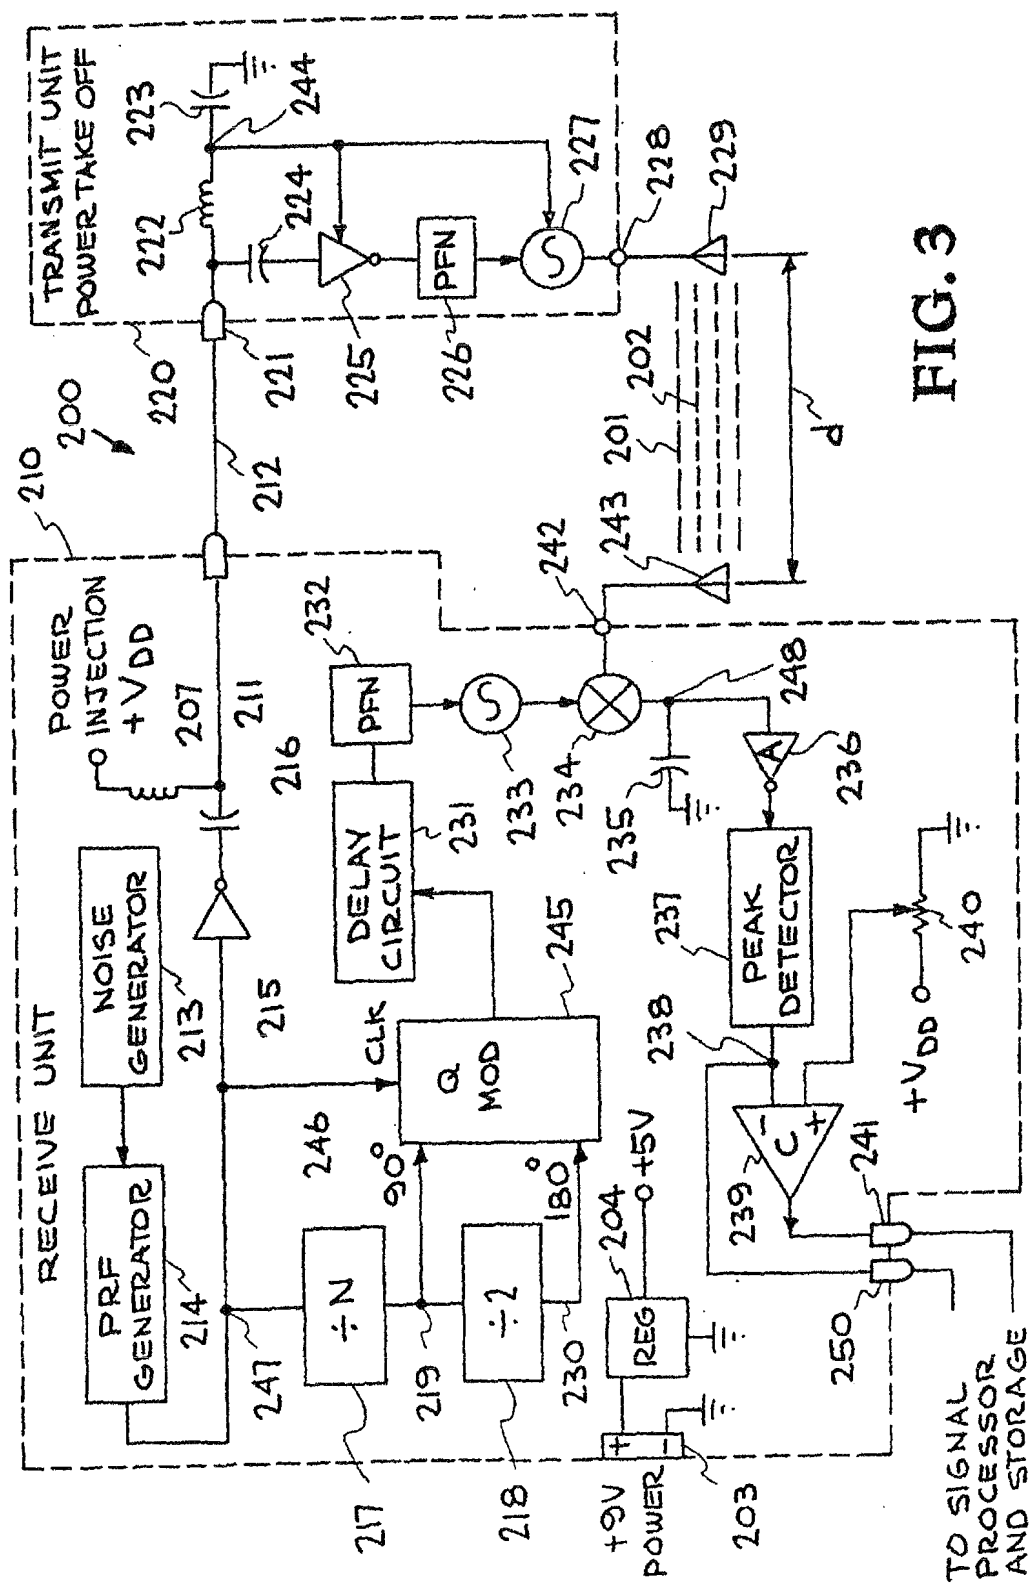 200
210
RECEIVE UNIT
POWER
INJECTION
+VDD
207
211
212
NOISE
GENERATOR
213
PRF
GENERATOR
214
215
216
247
÷N
217
219
÷2
218
230
246
CLK
90°
180°
Q
MOD
245
DELAY
CIRCUIT
231
PFN
232
233
234
235
248
A
236
PEAK
DETECTOR
237
238
C
-
+
239
+VDD
240
241
250
242
243
+9V
POWER
+
-
203
REG
204
+5V
TO SIGNAL
PROCESSOR
AND STORAGE
TRANSMIT UNIT
POWER TAKE OFF
220
221
222
223
244
224
225
PFN
226
227
228
229
201
202
d
FIG. 3